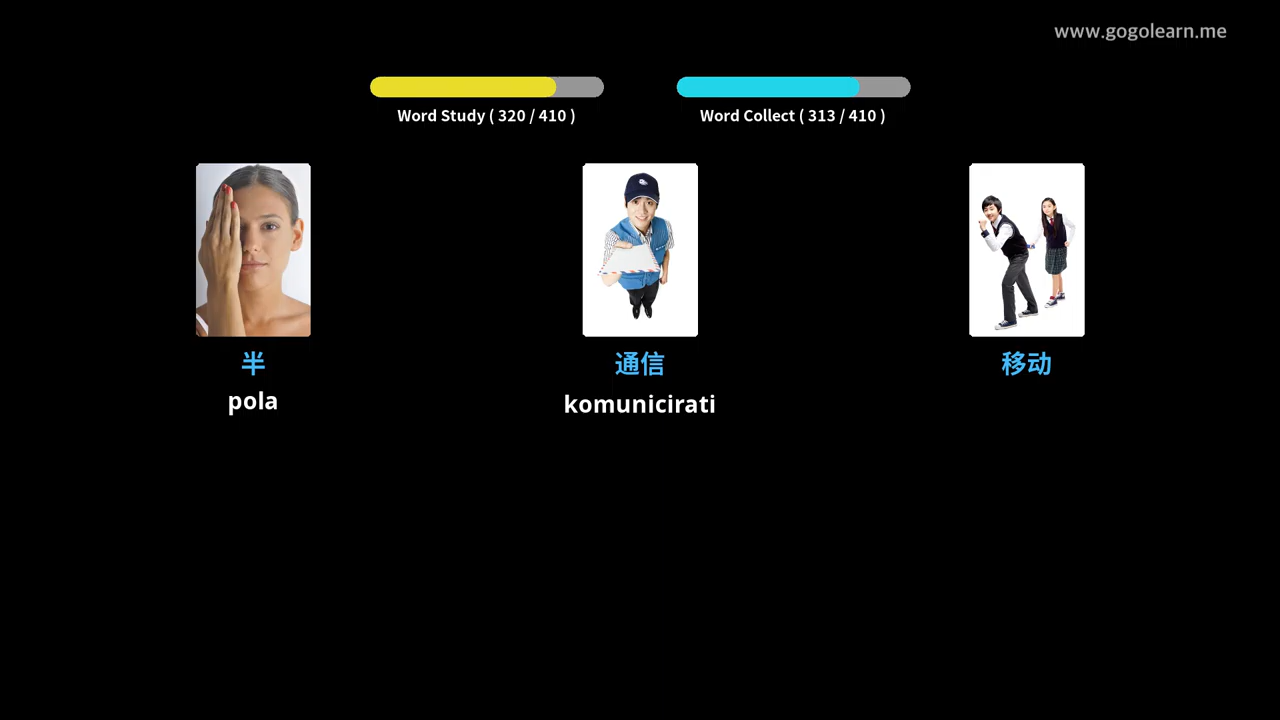 www.gogolearn.me
Word Study ( 320 / 410 )
Word Collect ( 313 / 410 )
半
通信
移动
pola
komunicirati